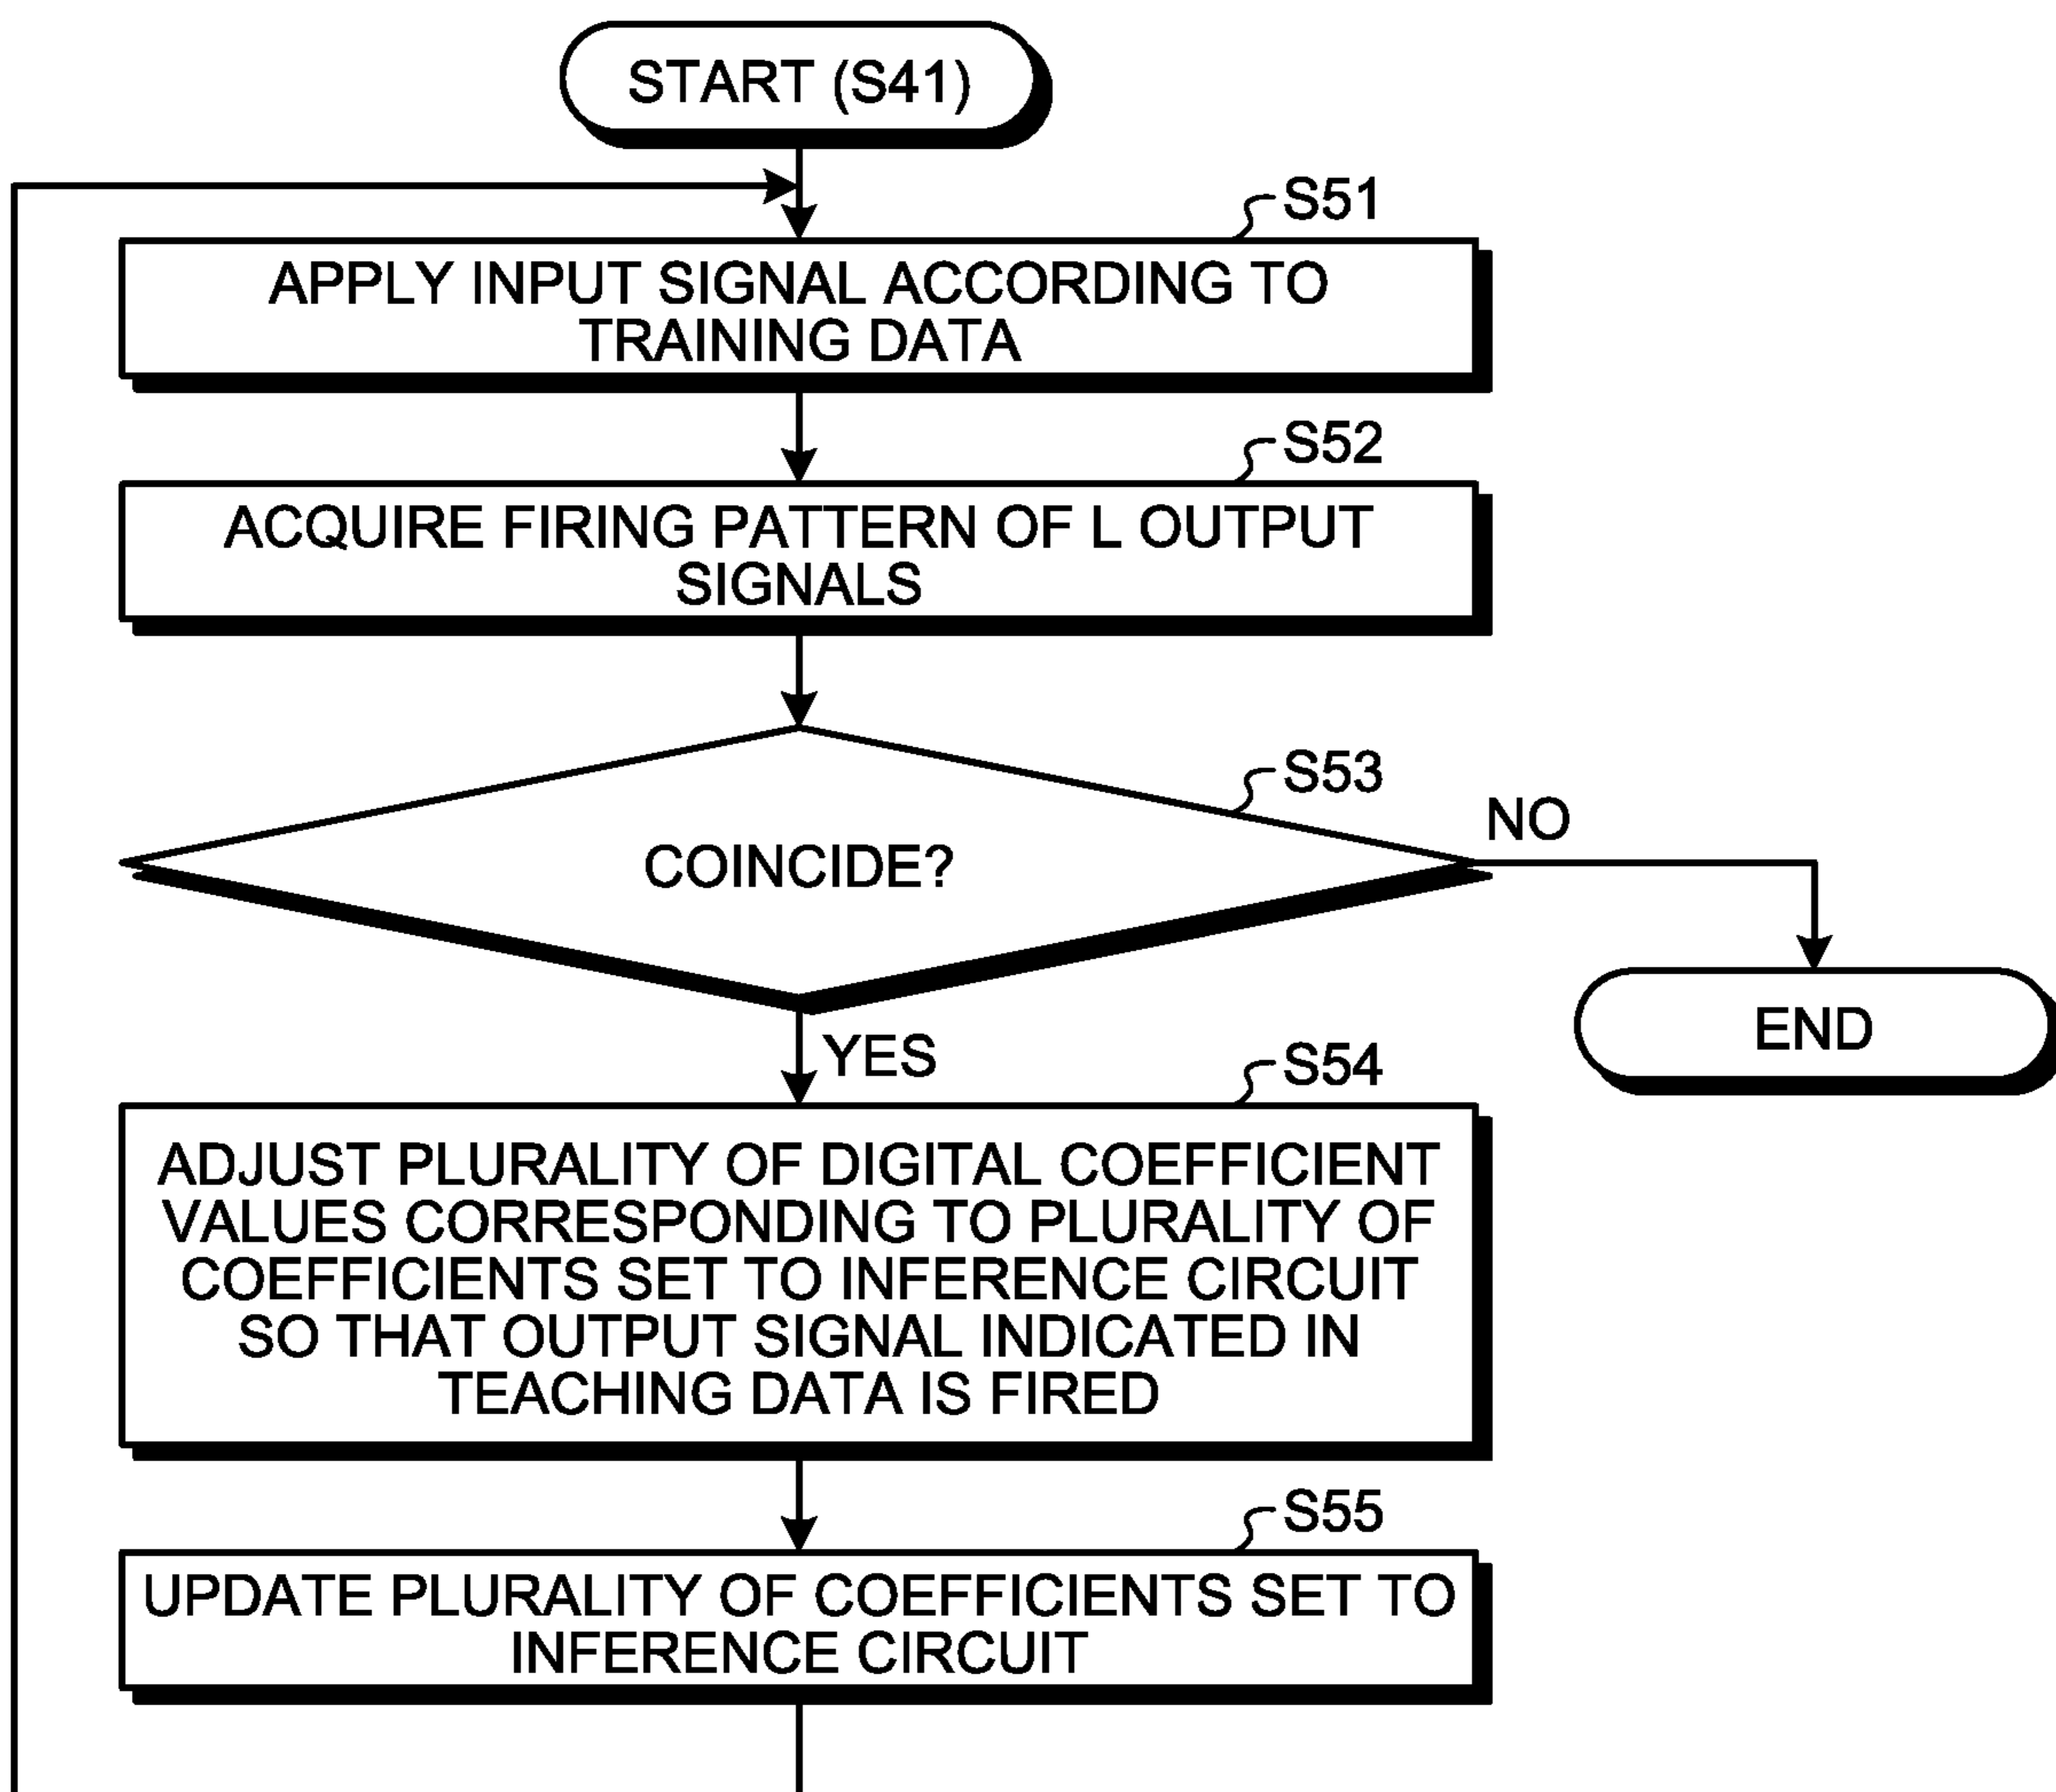 START (S41)
S51
APPLY INPUT SIGNAL ACCORDING TO
TRAINING DATA
S52
ACQUIRE FIRING PATTERN OF L OUTPUT
SIGNALS
S53
COINCIDE?
NO
END
YES
S54
ADJUST PLURALITY OF DIGITAL COEFFICIENT
VALUES CORRESPONDING TO PLURALITY OF
COEFFICIENTS SET TO INFERENCE CIRCUIT
SO THAT OUTPUT SIGNAL INDICATED IN
TEACHING DATA IS FIRED
S55
UPDATE PLURALITY OF COEFFICIENTS SET TO
INFERENCE CIRCUIT